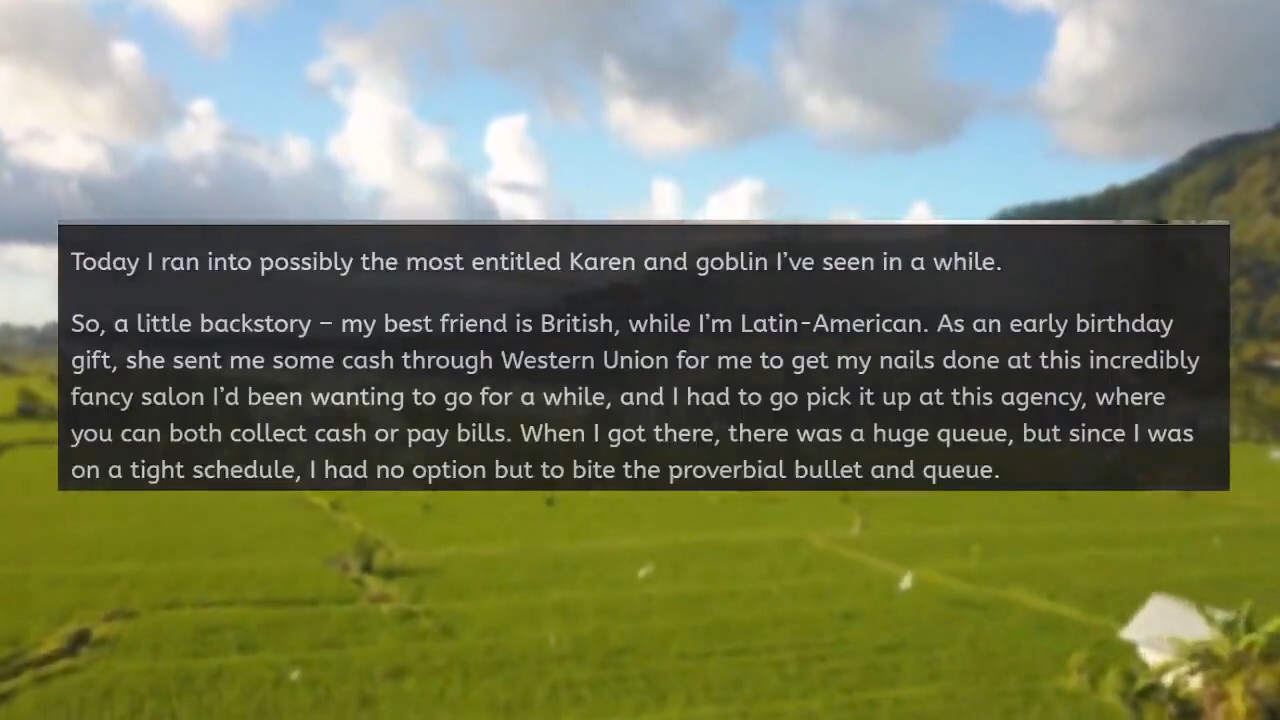 Today I ran into possibly the most entitled Karen and goblin I've seen in a while.
So, a little backstory – my best friend is British, while I'm Latin-American. As an early birthday
gift, she sent me some cash through Western Union for me to get my nails done at this incredibly
fancy salon I'd been wanting to go for a while, and I had to go pick it up at this agency, where
you can both collect cash or pay bills. When I got there, there was a huge queue, but since I was
on a tight schedule, I had no option but to bite the proverbial bullet and queue.